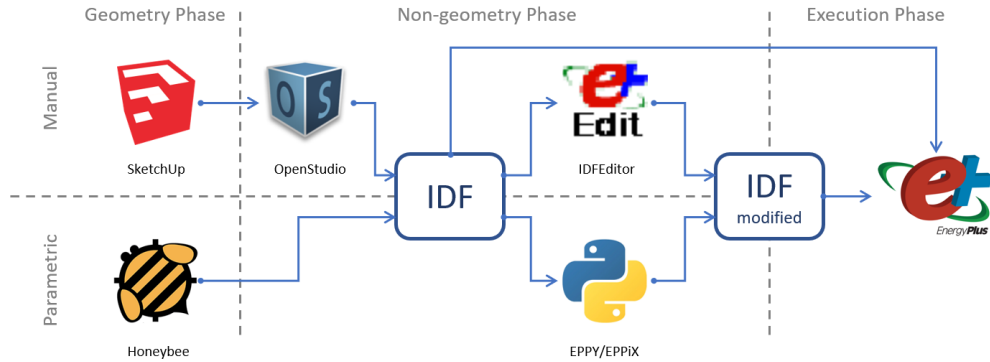 Geometry Phase
Non-geometry Phase
Execution Phase
Manual
SketchUp
O S
OpenStudio
e+
Edit
IDFEditor
IDF
IDF
modified
e+
EnergyPlus
Parametric
Honeybee
EPPY/EPPiX